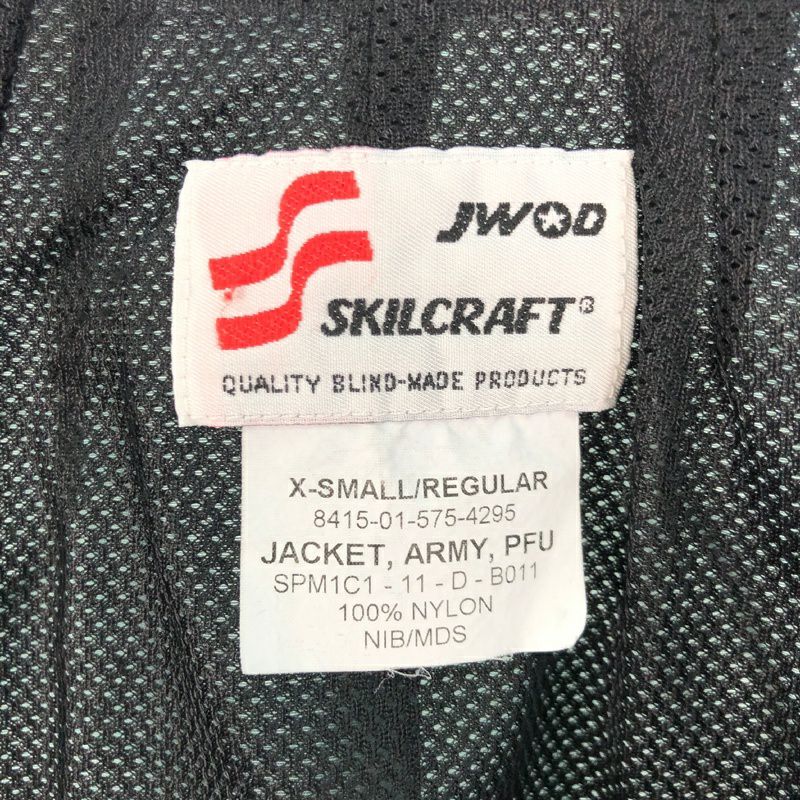 JWOD
SKILCRAFT®
QUALITY BLIND-MADE PRODUCTS
X-SMALL/REGULAR
8415-01-575-4295
JACKET, ARMY, PFU
SPM1C1 - 11 - D - B011
100% NYLON
NIB/MDS